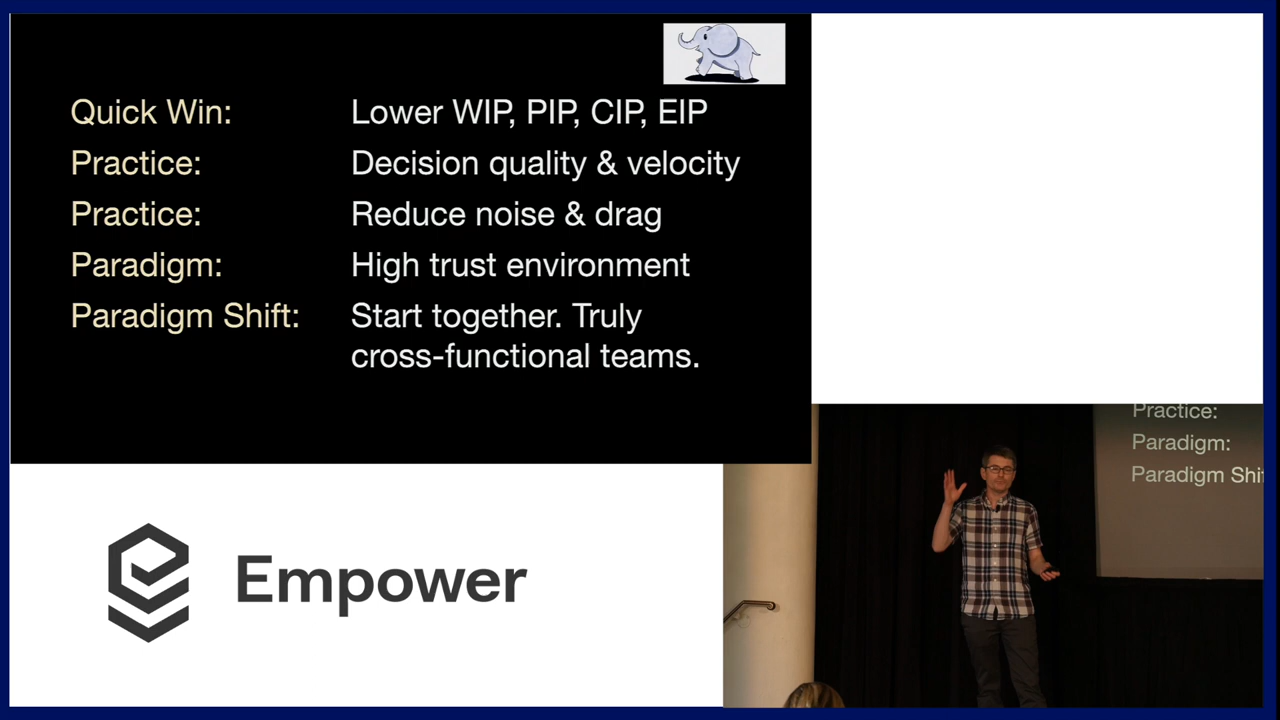 Quick Win: Lower WIP, PIP, CIP, EIP
Practice: Decision quality & velocity
Practice: Reduce noise & drag
Paradigm: High trust environment
Paradigm Shift: Start together. Truly
cross-functional teams.
Empower
Practice:
Paradigm:
Paradigm Shif